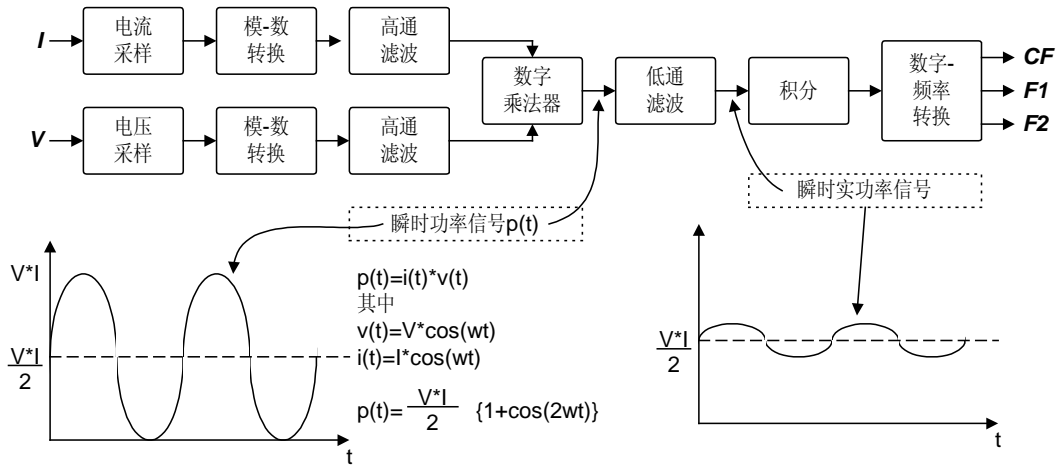 I
电流
采样
模-数
转换
高通
滤波
V
电压
采样
模-数
转换
高通
滤波
数字
乘法器
低通
滤波
积分
数字-
频率
转换
CF
F1
F2
瞬时功率信号p(t)
瞬时实功率信号
V*I
V*I
2
t
p(t)=i(t)*v(t)
其中
v(t)=V*cos(wt)
i(t)=I*cos(wt)
p(t)= V*I
2 {1+cos(2wt)}
V*I
2
t